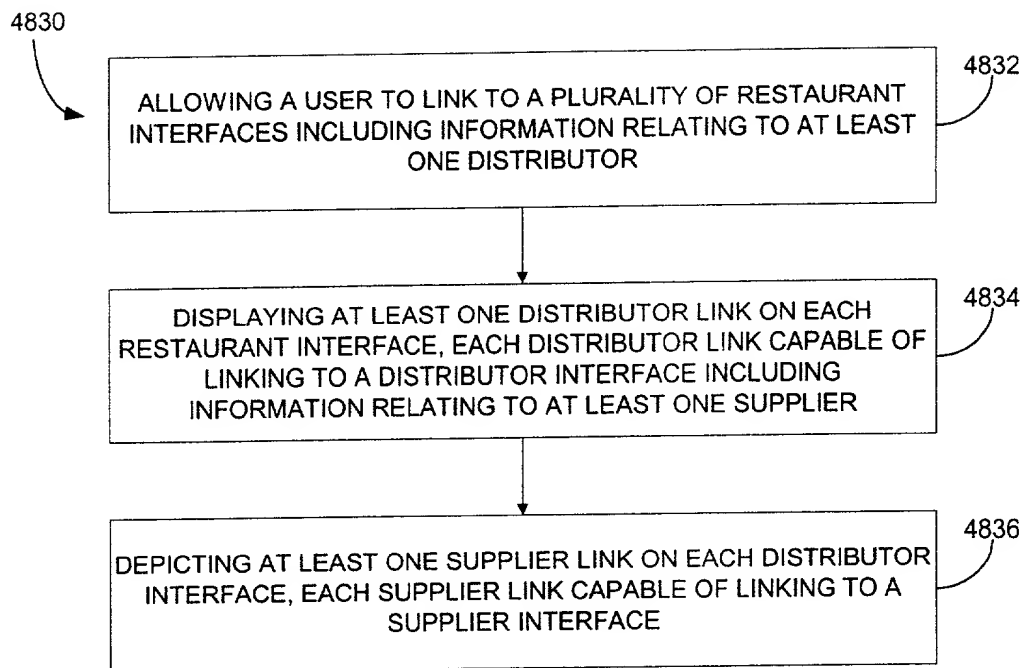 4830
4832
ALLOWING A USER TO LINK TO A PLURALITY OF RESTAURANT
INTERFACES INCLUDING INFORMATION RELATING TO AT LEAST
ONE DISTRIBUTOR
4834
DISPLAYING AT LEAST ONE DISTRIBUTOR LINK ON EACH
RESTAURANT INTERFACE, EACH DISTRIBUTOR LINK CAPABLE OF
LINKING TO A DISTRIBUTOR INTERFACE INCLUDING
INFORMATION RELATING TO AT LEAST ONE SUPPLIER
4836
DEPICTING AT LEAST ONE SUPPLIER LINK ON EACH DISTRIBUTOR
INTERFACE, EACH SUPPLIER LINK CAPABLE OF LINKING TO A
SUPPLIER INTERFACE